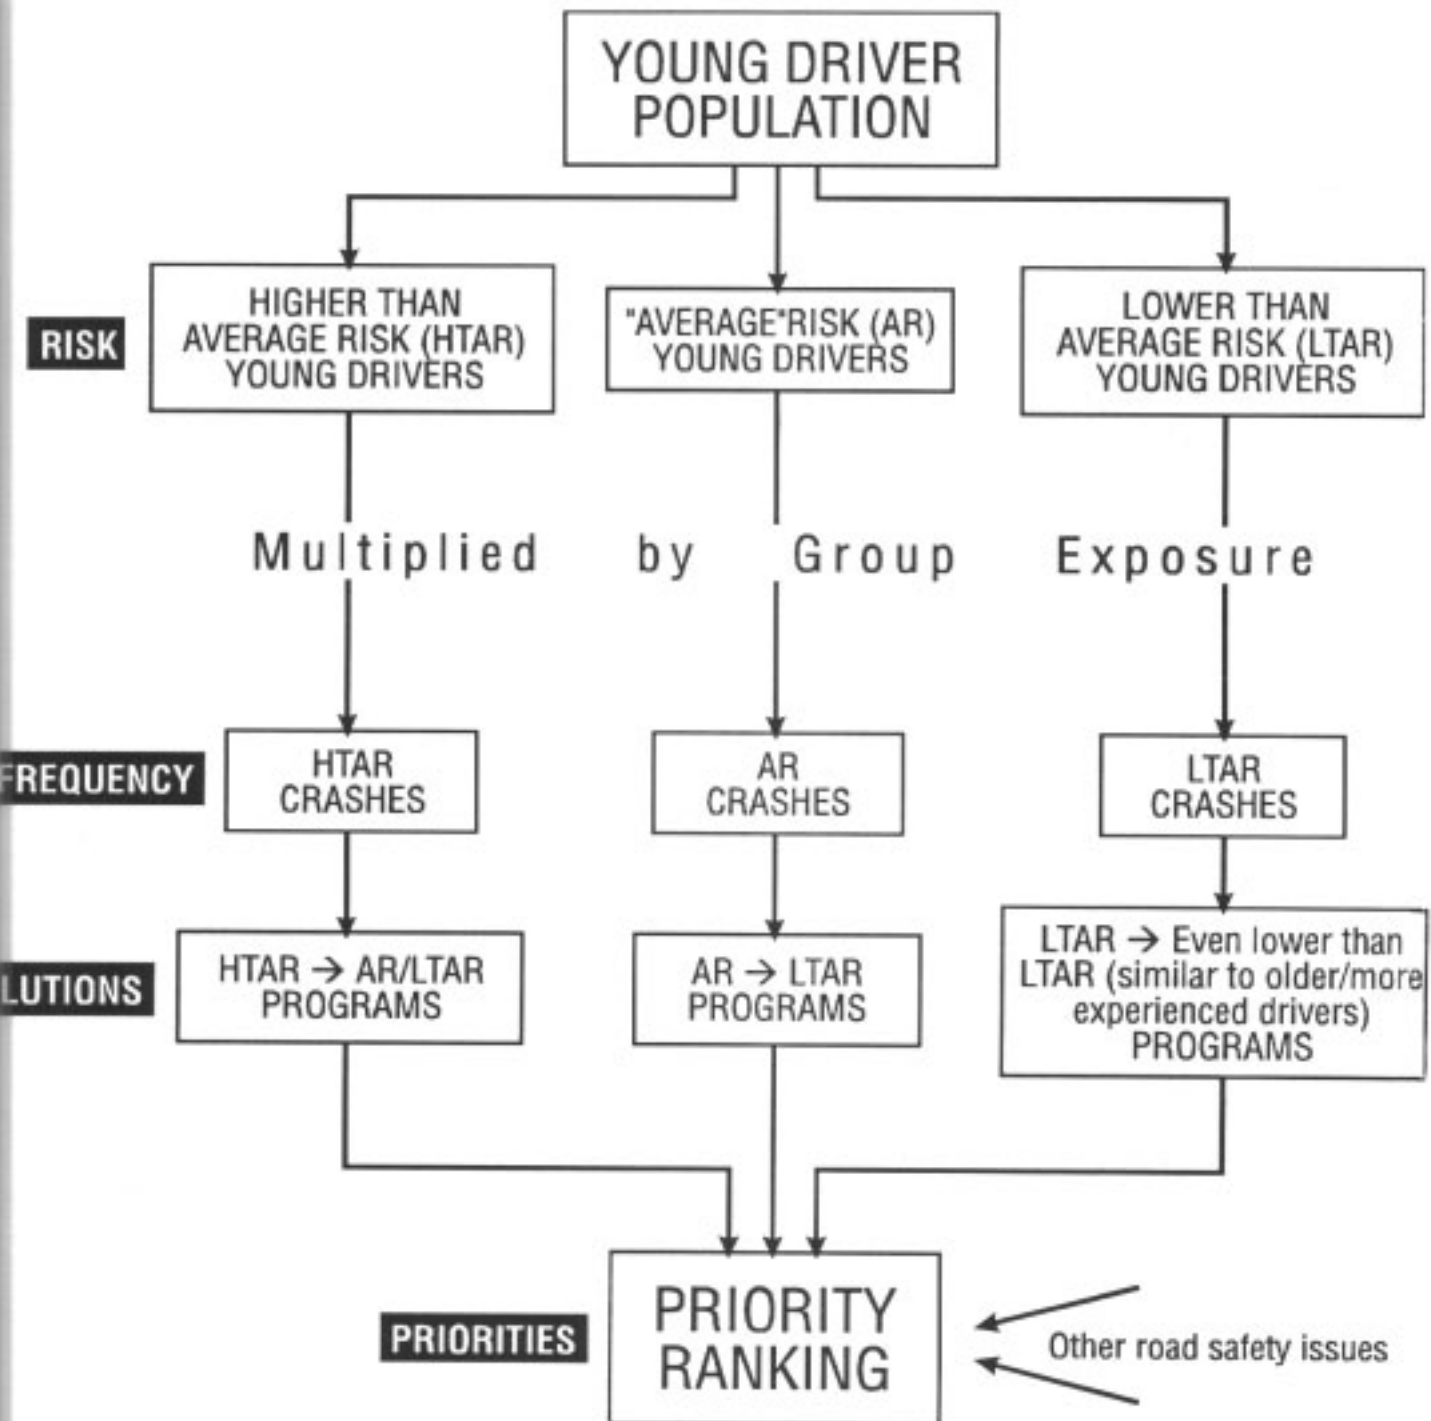 YOUNG DRIVER
POPULATION
RISK
HIGHER THAN
AVERAGE RISK (HTAR)
YOUNG DRIVERS
"AVERAGE"RISK (AR)
YOUNG DRIVERS
LOWER THAN
AVERAGE RISK (LTAR)
YOUNG DRIVERS
Multiplied by Group Exposure
FREQUENCY
HTAR
CRASHES
AR
CRASHES
LTAR
CRASHES
LUTIONS
HTAR → AR/LTAR
PROGRAMS
AR → LTAR
PROGRAMS
LTAR → Even lower than
LTAR (similar to older/more
experienced drivers)
PROGRAMS
PRIORITIES
PRIORITY
RANKING
Other road safety issues